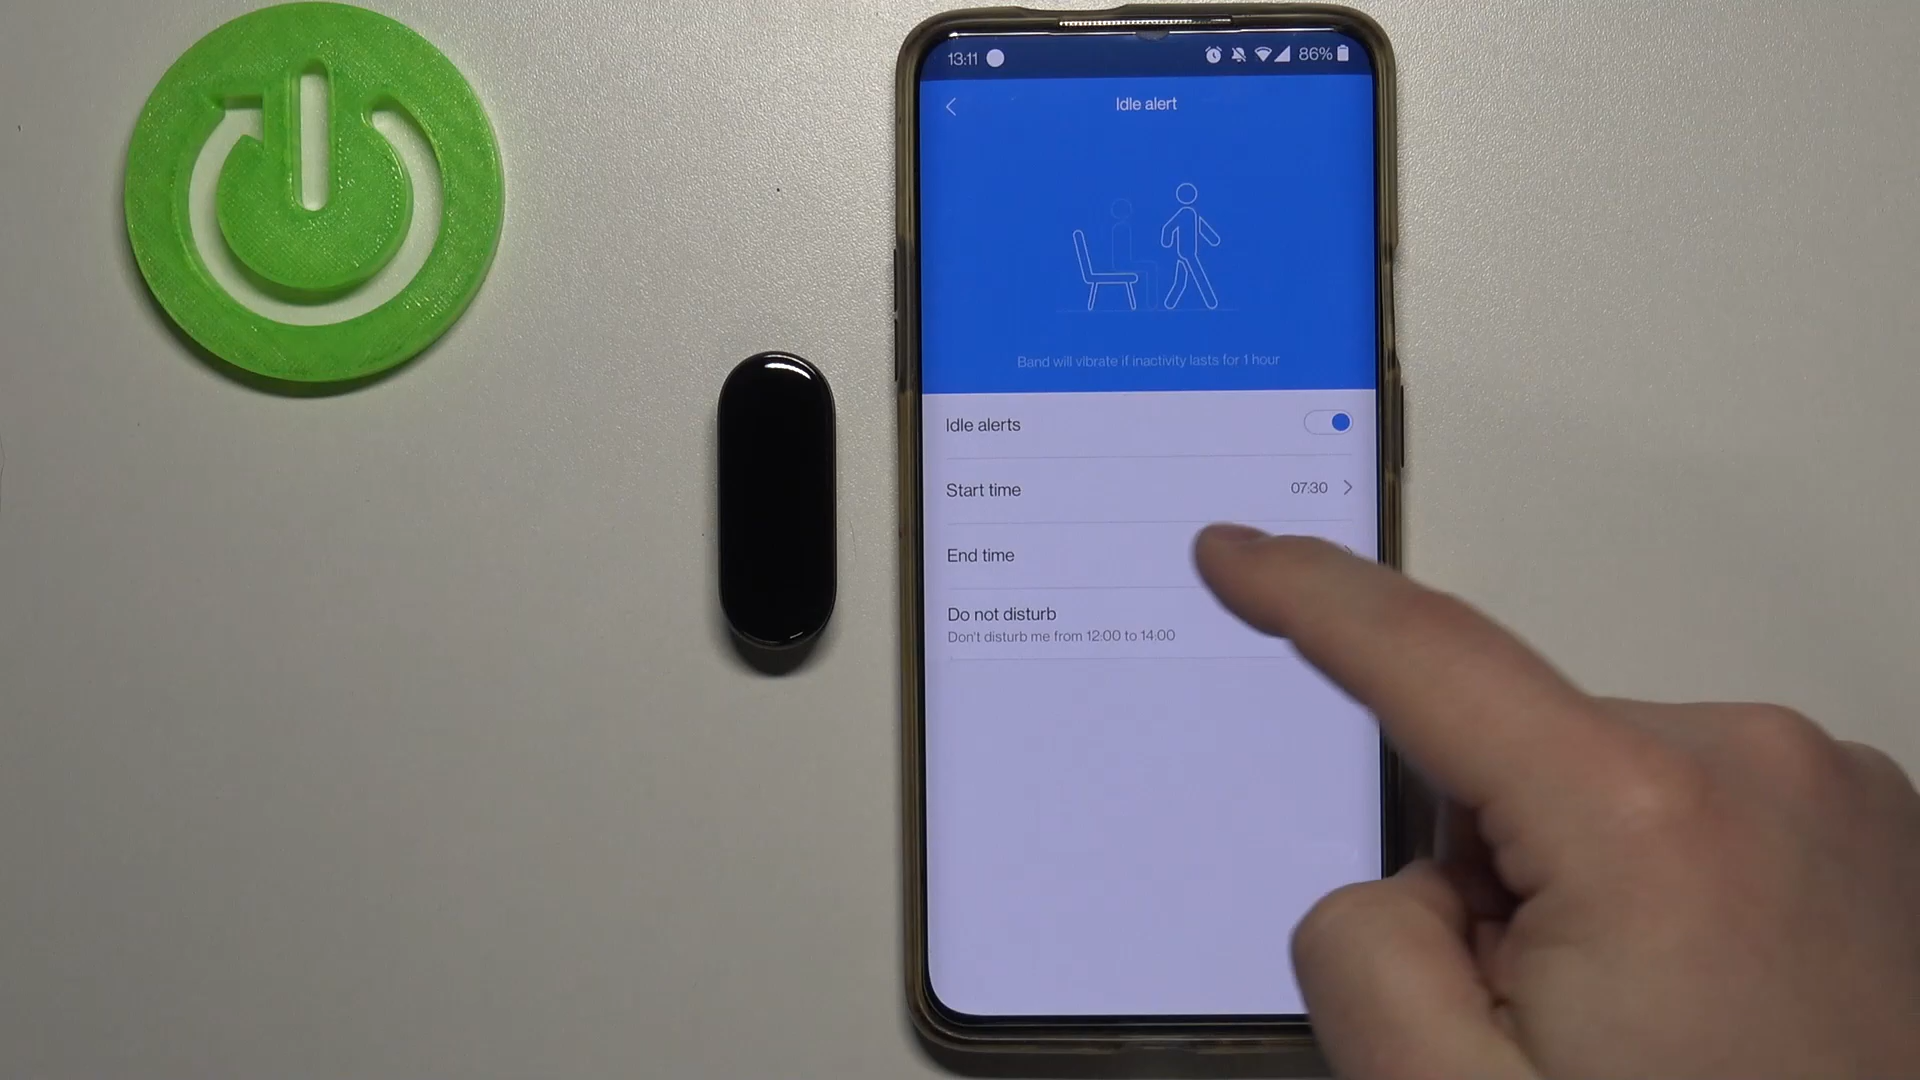 13:11 86%
Idle alert
Band will vibrate if inactivity lasts for 1 hour
Idle alerts
Start time 07:30
End time
Do not disturb
Don't disturb me from 12:00 to 14:00